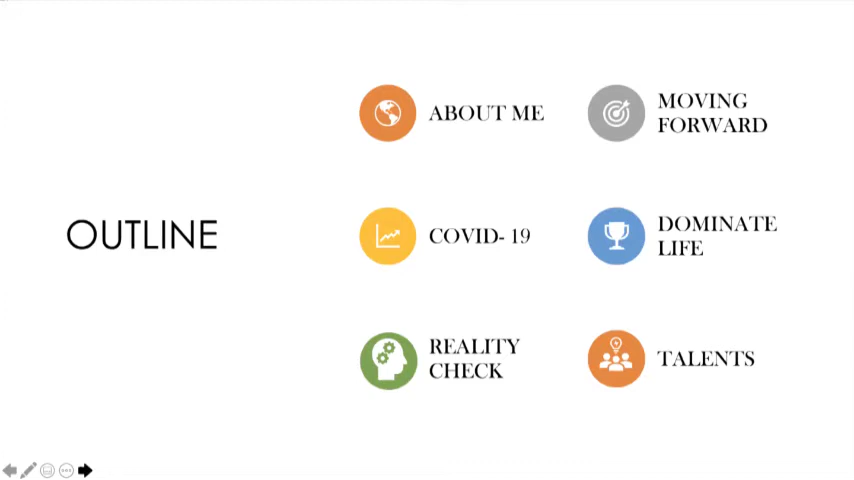 OUTLINE
ABOUT ME
MOVING
FORWARD
COVID- 19
DOMINATE
LIFE
REALITY
CHECK
TALENTS